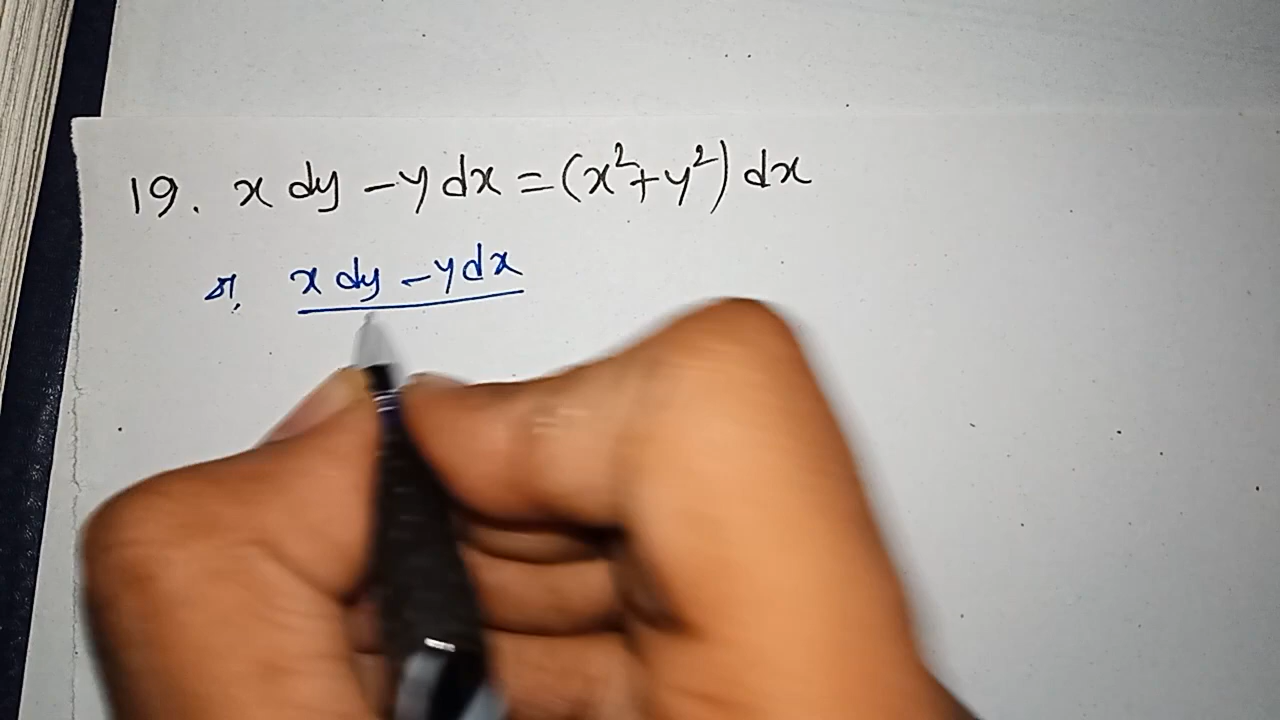 19. x dy - y dx = (x² + y²) dx
বা, x dy - y dx